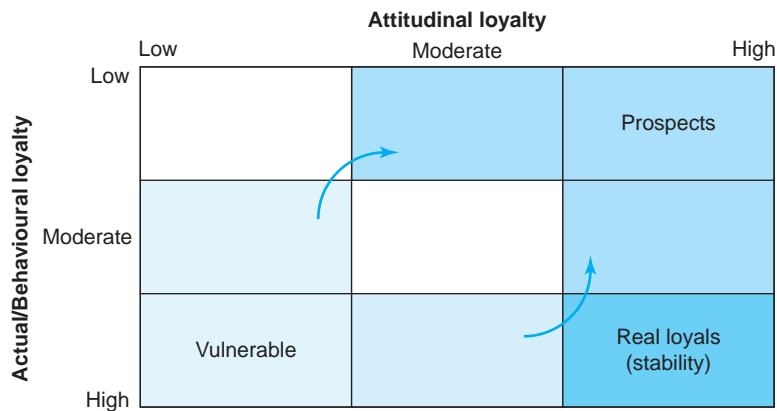 Attitudinal loyalty
Low Moderate High
Low
Prospects
Actual/Behavioural loyalty
Moderate
Vulnerable
Real loyals
(stability)
High